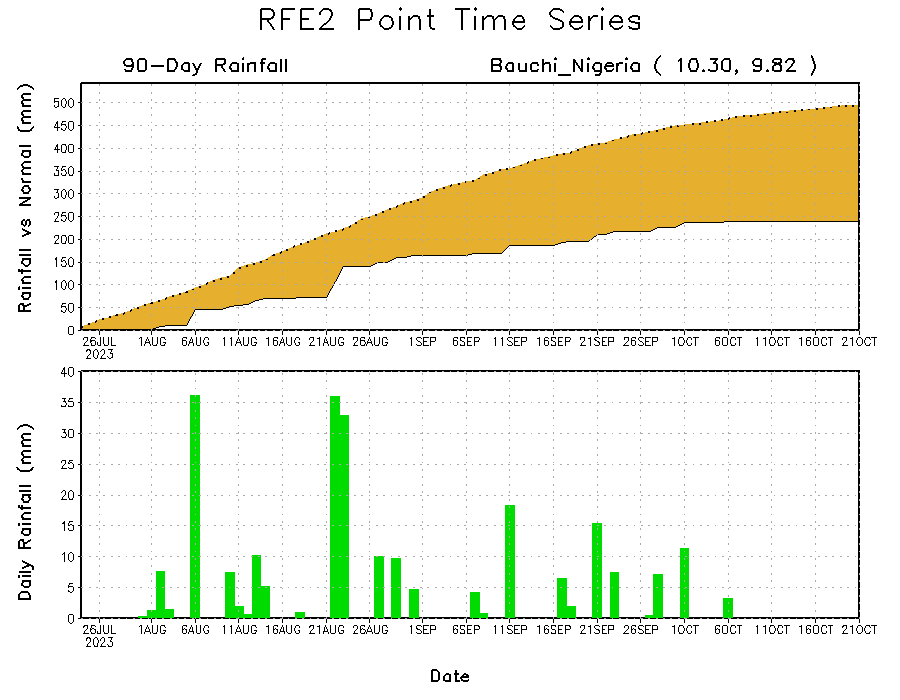 RFE2 Point Time Series
90-Day Rainfall
Bauchi_Nigeria ( 10.30, 9.82 )
Rainfall vs Normal (mm)
500
450
400
350
300
250
200
150
100
50
0
26JUL 1AUG 6AUG 11AUG 16AUG 21AUG 26AUG 1SEP 6SEP 11SEP 16SEP 21SEP 26SEP 1OCT 6OCT 11OCT 16OCT 21OCT
2023
Daily Rainfall (mm)
40
35
30
25
20
15
10
5
0
26JUL 1AUG 6AUG 11AUG 16AUG 21AUG 26AUG 1SEP 6SEP 11SEP 16SEP 21SEP 26SEP 1OCT 6OCT 11OCT 16OCT 21OCT
2023
Date